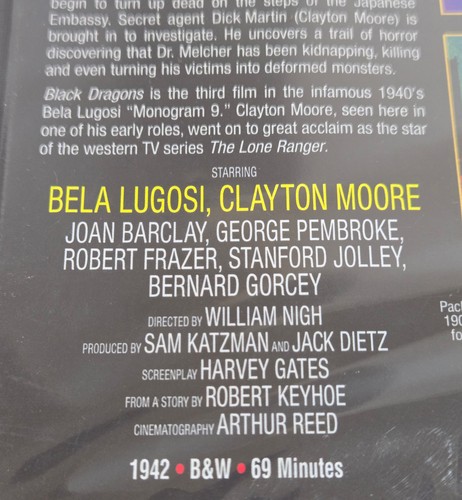 begin to turn up dead on the steps of the Japanese
Embassy. Secret agent Dick Martin (Clayton Moore) is
brought in to investigate. He uncovers a trail of horror
discovering that Dr. Melcher has been kidnapping, killing
and even turning his victims into deformed monsters.
Black Dragons is the third film in the infamous 1940's
Bela Lugosi "Monogram 9." Clayton Moore, seen here in
one of his early roles, went on to great acclaim as the star
of the western TV series The Lone Ranger.
STARRING
BELA LUGOSI, CLAYTON MOORE
JOAN BARCLAY, GEORGE PEMBROKE,
ROBERT FRAZER, STANFORD JOLLEY,
BERNARD GORCEY
DIRECTED BY WILLIAM NIGH
PRODUCED BY SAM KATZMAN AND JACK DIETZ
SCREENPLAY HARVEY GATES
FROM A STORY BY ROBERT KEYHOE
CINEMATOGRAPHY ARTHUR REED
1942 • B&W • 69 Minutes